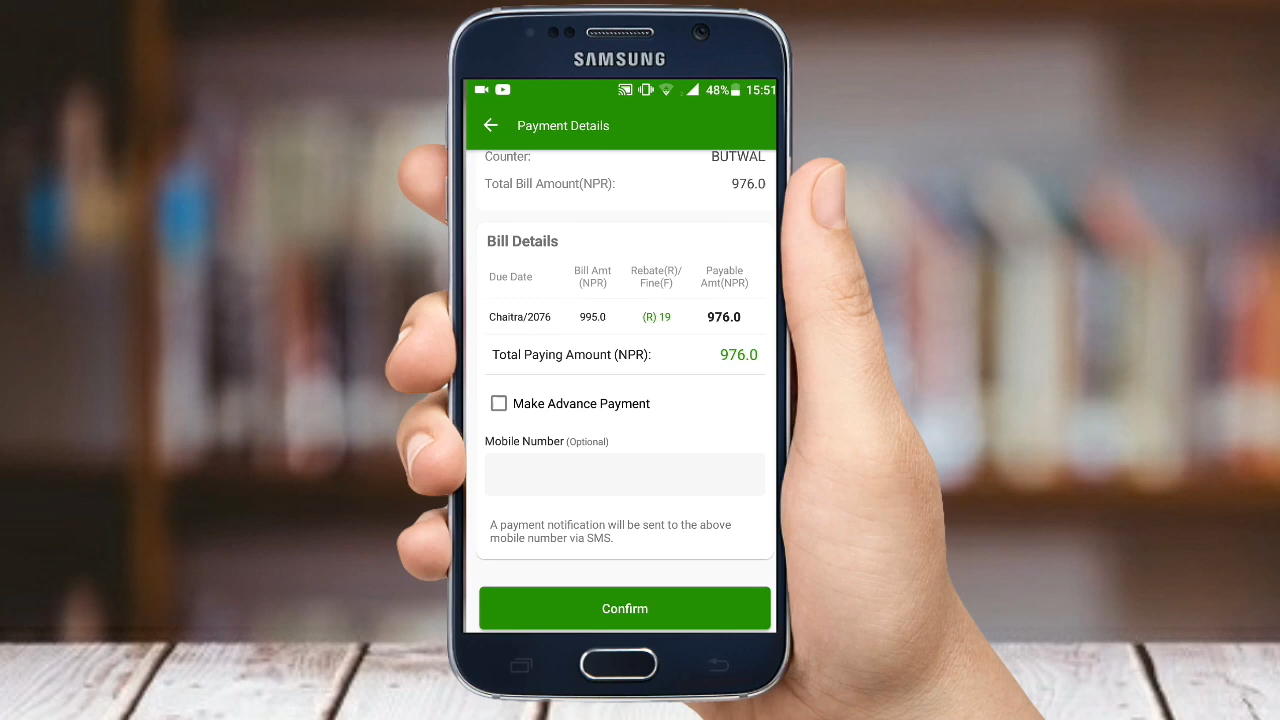 SAMSUNG
48% 15:51
Payment Details
Counter: BUTWAL
Total Bill Amount(NPR): 976.0
Bill Details
Due Date Bill Amt (NPR) Rebate(R)/ Fine(F) Payable Amt(NPR)
Chaitra/2076 995.0 (R) 19 976.0
Total Paying Amount (NPR): 976.0
Make Advance Payment
Mobile Number (Optional)
A payment notification will be sent to the above
mobile number via SMS.
Confirm